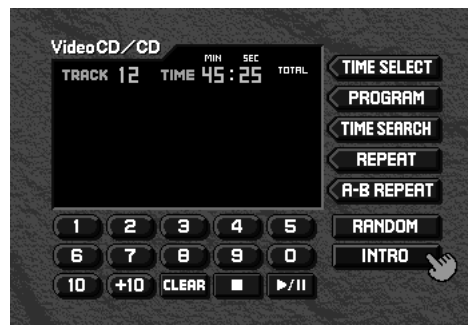 VideoCD/CD
MIN SEC
TRACK 12 TIME 45:25 TOTAL
TIME SELECT
PROGRAM
TIME SEARCH
REPEAT
A-B REPEAT
1 2 3 4 5 RANDOM
6 7 8 9 0 INTRO
10 +10 CLEAR ■ ▶/II